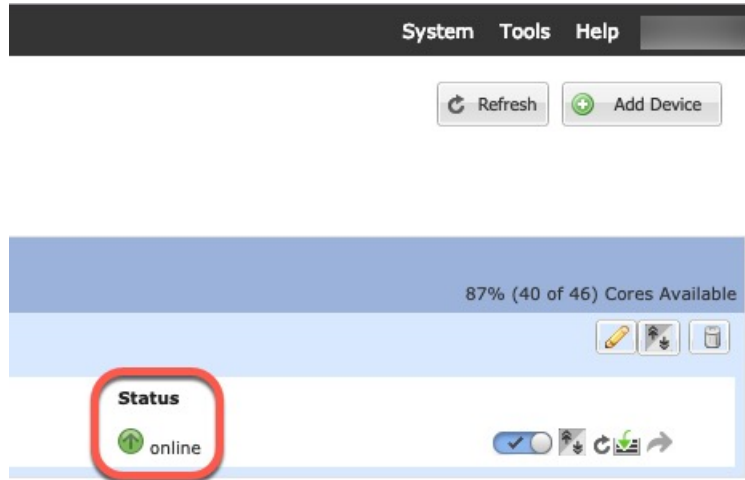 System Tools Help
Refresh Add Device
87% (40 of 46) Cores Available
Status
online